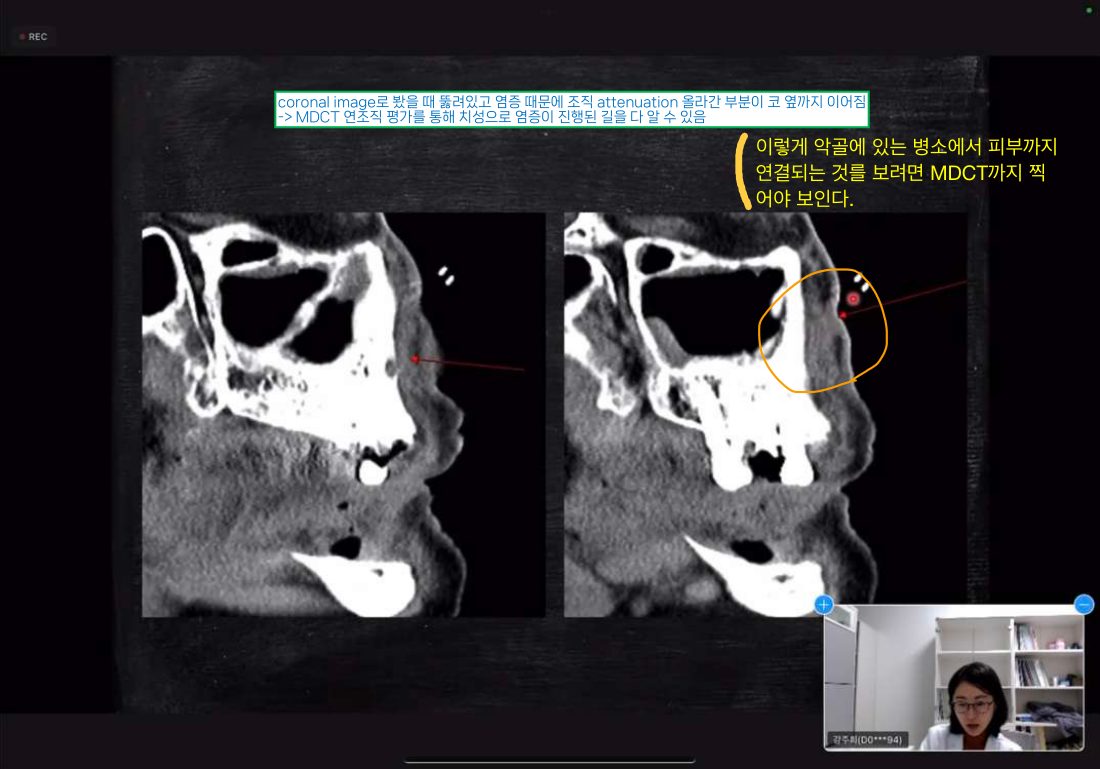 REC
coronal image로 봤을 때 뚫려있고 염증 때문에 조직 attenuation 올라간 부분이 코 옆까지 이어짐
-> MDCT 연조직 평가를 통해 치성으로 염증이 진행된 길을 다 알 수 있음
이렇게 악골에 있는 병소에서 피부까지
연결되는 것를 보려면 MDCT까지 찍
어야 보인다.
강주희(D0***94)